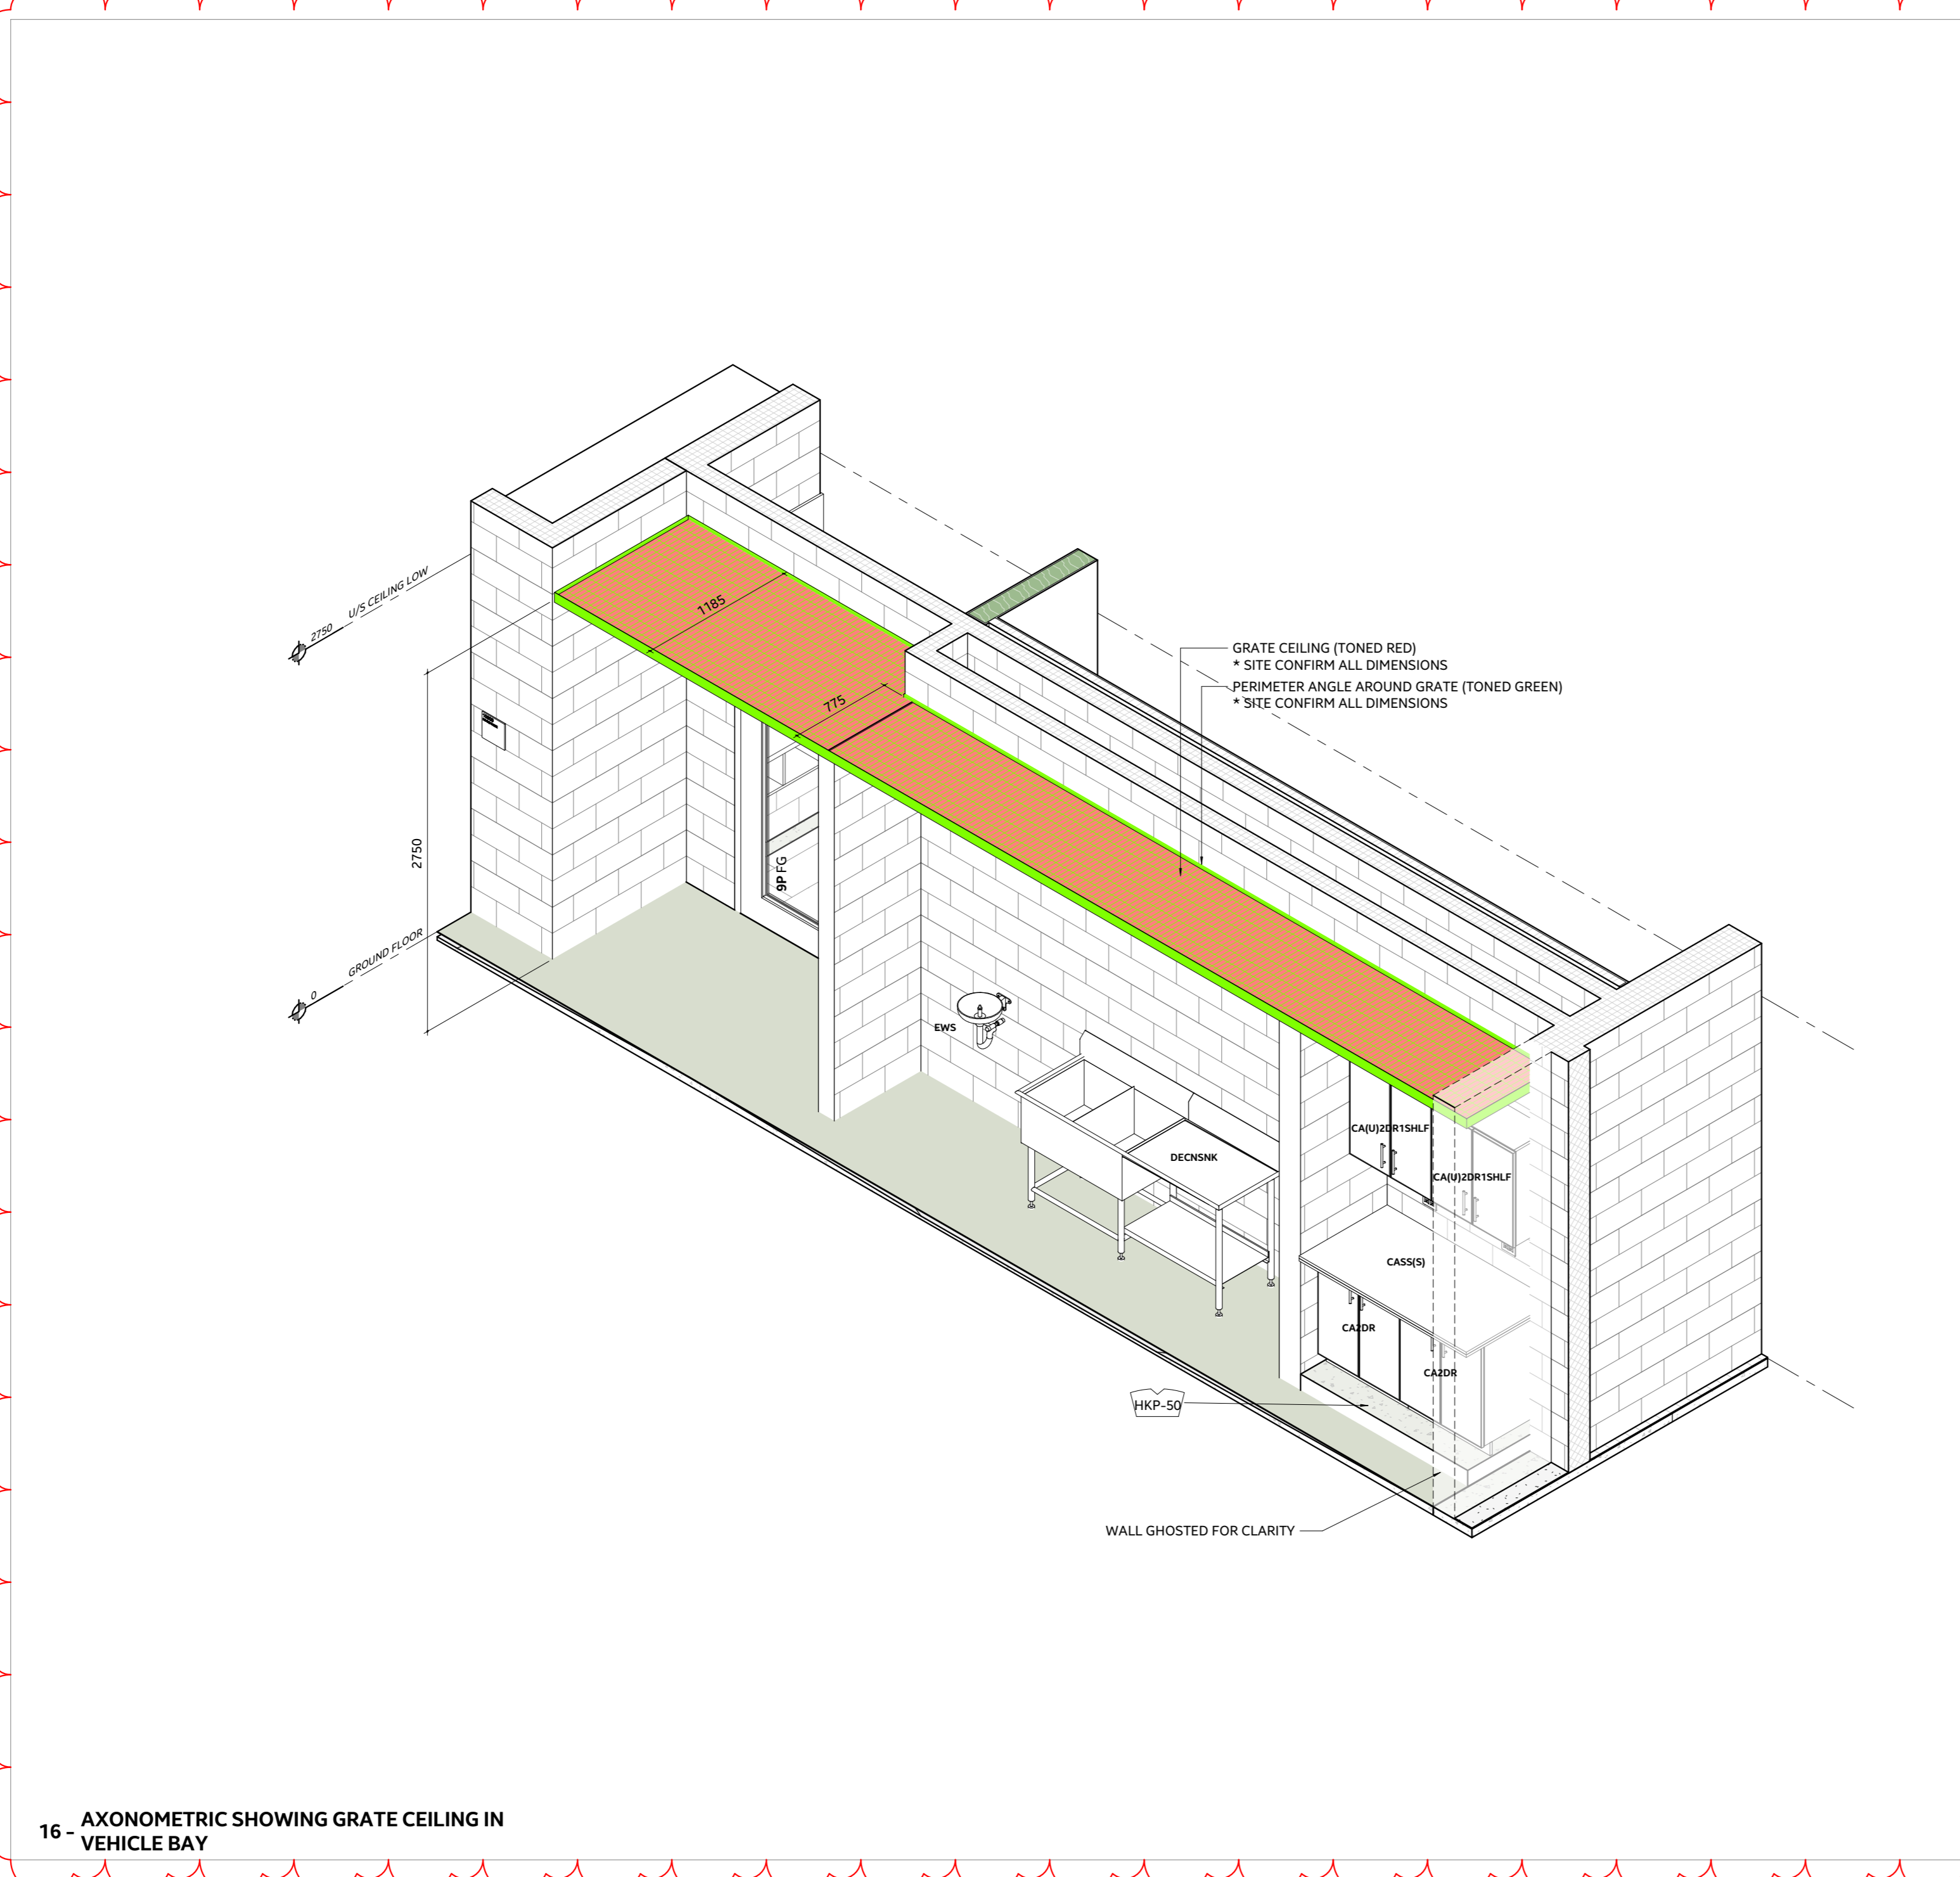 GRATE CEILING (TONED RED)
* SITE CONFIRM ALL DIMENSIONS
PERIMETER ANGLE AROUND GRATE (TONED GREEN)
* SITE CONFIRM ALL DIMENSIONS
2750
U/S CEILING LOW
1185
775
2750
9P FG
GROUND FLOOR
0
EWS
DECNSNK
CA(U)2DR1SHLF
CA(U)2DR1SHLF
CASS(S)
CA2DR
CA2DR
HKP-50
WALL GHOSTED FOR CLARITY
16 - AXONOMETRIC SHOWING GRATE CEILING IN
VEHICLE BAY